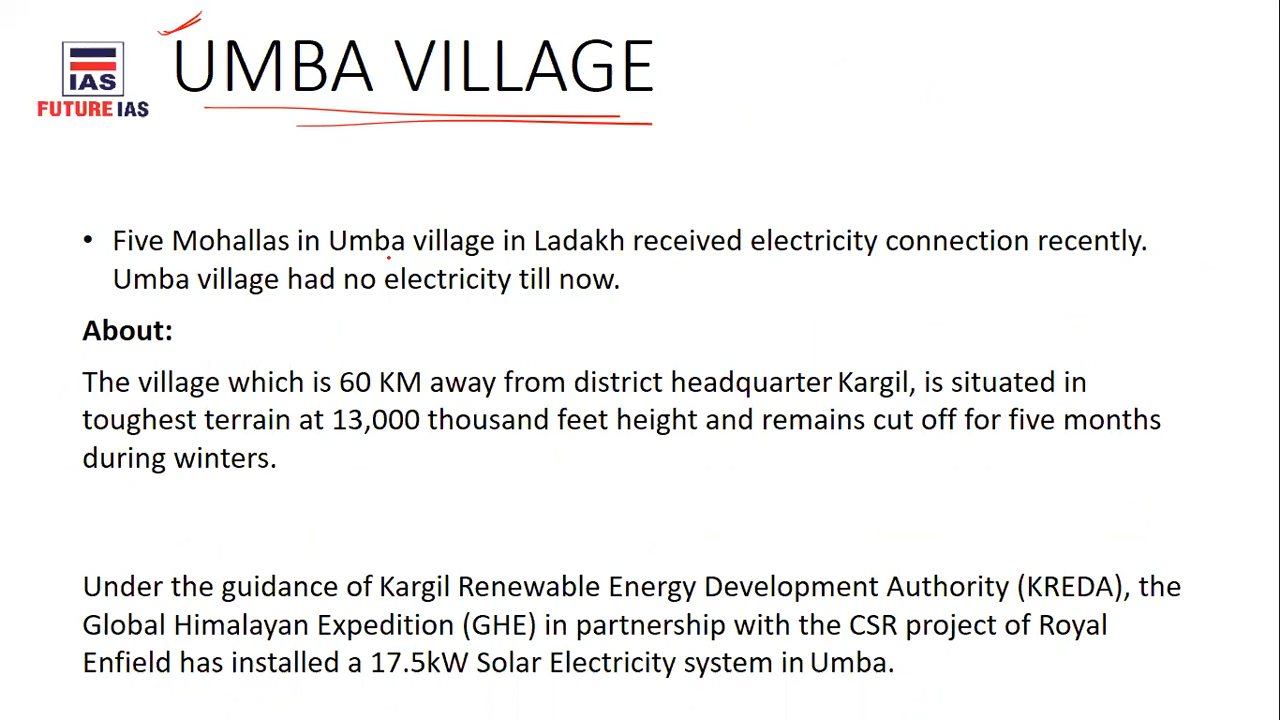 UMBA VILLAGE
IAS
FUTURE IAS
• Five Mohallas in Umba village in Ladakh received electricity connection recently.
Umba village had no electricity till now.
About:
The village which is 60 KM away from district headquarter Kargil, is situated in
toughest terrain at 13,000 thousand feet height and remains cut off for five months
during winters.
Under the guidance of Kargil Renewable Energy Development Authority (KREDA), the
Global Himalayan Expedition (GHE) in partnership with the CSR project of Royal
Enfield has installed a 17.5kW Solar Electricity system in Umba.